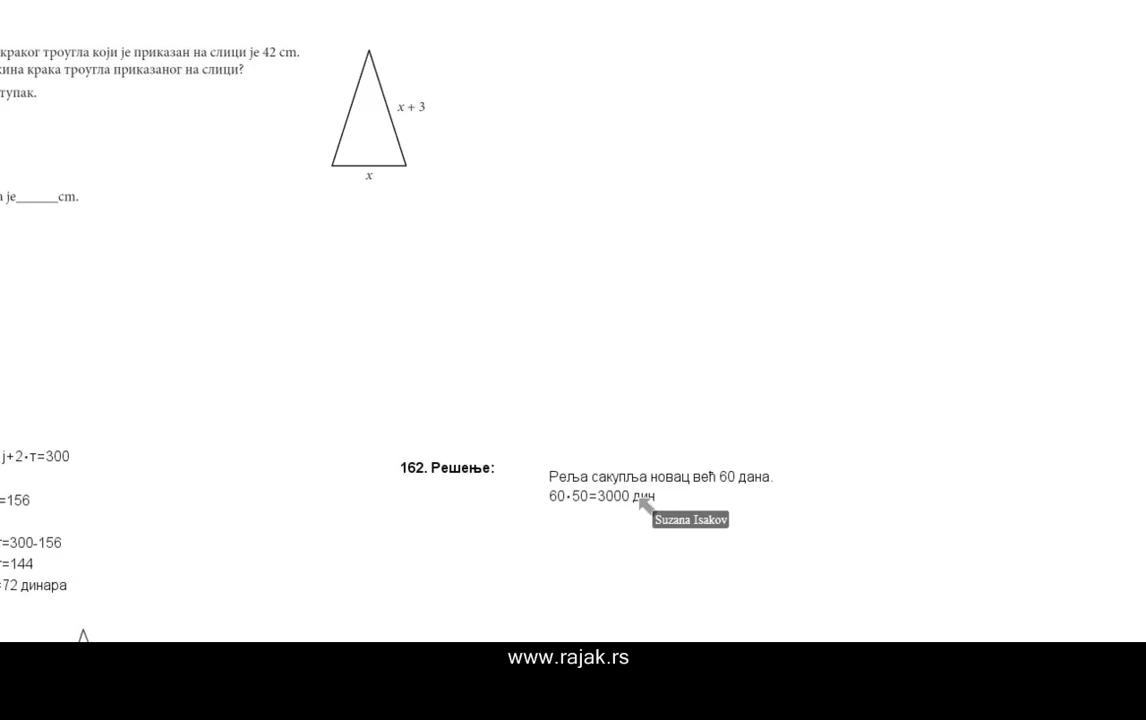 краког троугла који је приказан на слици је 42 cm.
жина крака троугла приказаног на слици?
тупак.
x + 3
x
а је______cm.
ј+2•т=300
=156
т=300-156
т=144
=72 динара
162. Решење:
Реља сакупља новац већ 60 дана.
60•50=3000 дин
Suzana Isakov
www.rajak.rs